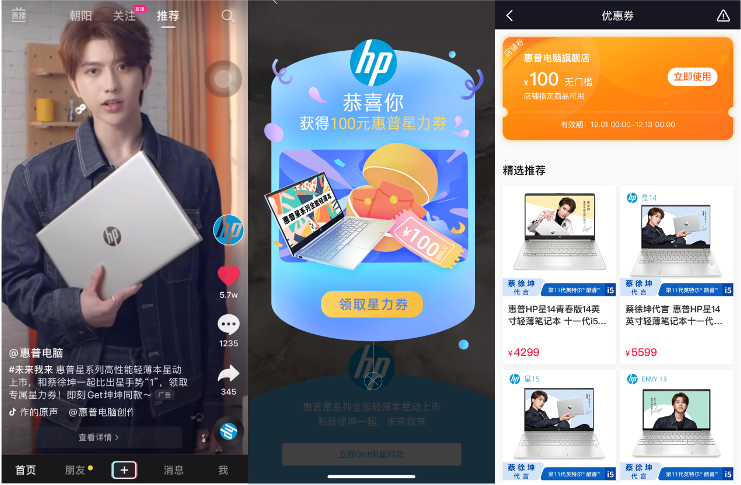 直播
朝阳
关注
直播
推荐
hp
hp
5.7w
1235
345
@惠普电脑
#未来我来 惠普星系列高性能轻薄本星动
上市，和蔡徐坤一起比出星手势“1”，领取
专属星力券！即刻Get坤坤同款～ 广告
作的原声 @惠普电脑创作
查看详情 >
首页
朋友
消息
我
hp
恭喜你
获得100元惠普星力券
惠普星系列全能轻薄本
¥100
领取星力券
hp
惠普星系列全能轻薄本星动上市
和蔡徐坤一起，未来我来
立即Get明星同款
优惠券
店铺券
惠普电脑旗舰店
¥100 无门槛
店铺指定商品可用
立即使用
有效期：12.01 00:00-12.13 00:00
精选推荐
蔡徐坤
代言
第11代英特尔®酷睿™ i5
惠普HP星14青春版14英
寸轻薄笔记本 十一代i5...
¥4299
hp 星14
蔡徐坤
代言
第11代英特尔®酷睿™ i5
蔡徐坤代言 惠普HP星14
英寸轻薄笔记本十一代...
¥5599
hp 星15
蔡徐坤
代言
第11代英特尔®酷睿™ i5
hp ENVY 13
蔡徐坤
代言
第11代英特尔®酷睿™ i5